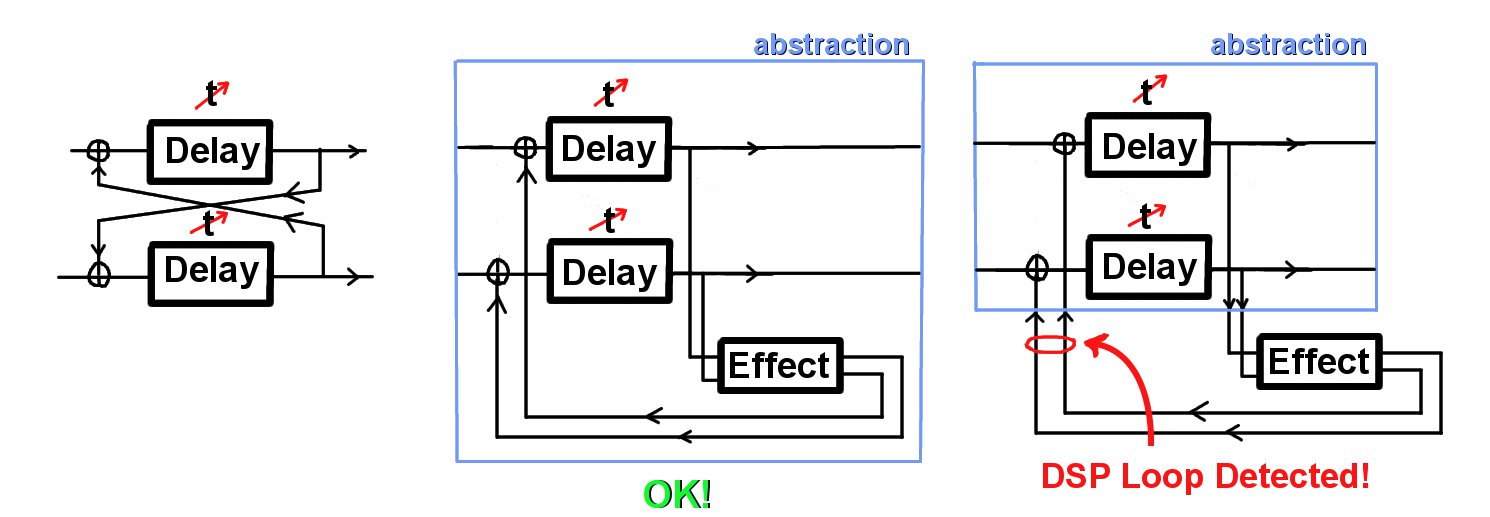 t
Delay
t
Delay
abstraction
t
Delay
t
Delay
Effect
OK!
abstraction
t
Delay
t
Delay
Effect
DSP Loop Detected!